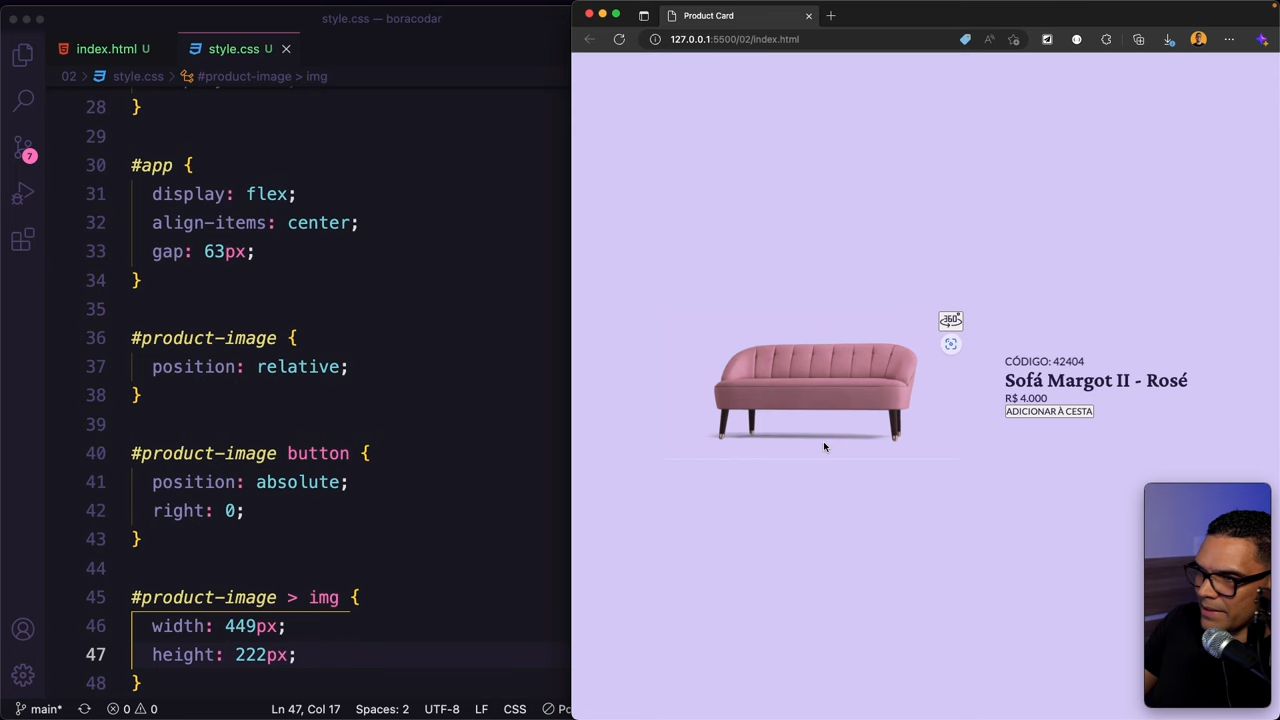 style.css — boracodar
index.html U
style.css U
02 > style.css > #product-image > img
28 }
29
30 #app {
31 display: flex;
32 align-items: center;
33 gap: 63px;
34 }
35
36 #product-image {
37 position: relative;
38 }
39
40 #product-image button {
41 position: absolute;
42 right: 0;
43 }
44
45 #product-image > img {
46 width: 449px;
47 height: 222px;
48 }
7
main* 0 0 Ln 47, Col 17 Spaces: 2 UTF-8 LF CSS
Product Card
127.0.0.1:5500/02/index.html
360°
CÓDIGO: 42404
Sofá Margot II - Rosé
R$ 4.000
ADICIONAR À CESTA